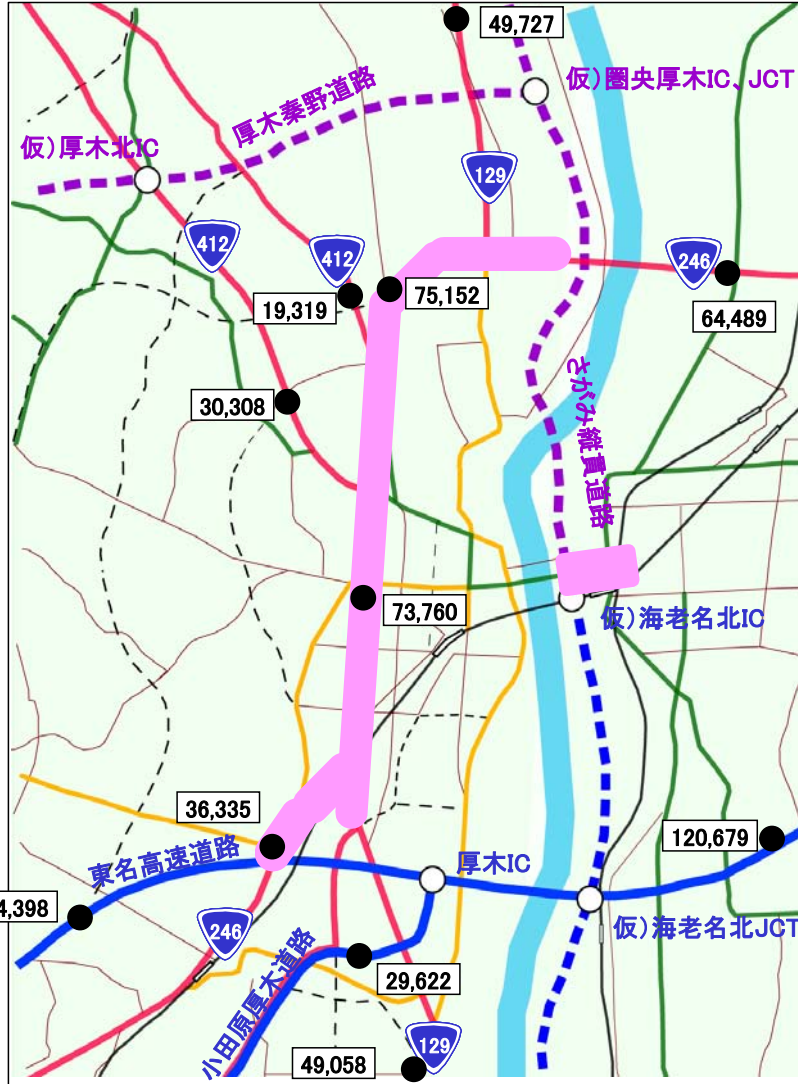 49,727
仮)圏央厚木IC、JCT
厚木秦野道路
仮)厚木北IC
129
412
412
246
19,319
75,152
64,489
30,308
さがみ縦貫道路
73,760
仮)海老名北IC
36,335
120,679
東名高速道路
厚木IC
4,398
246
仮)海老名北JCT
小田原厚木道路
29,622
129
49,058